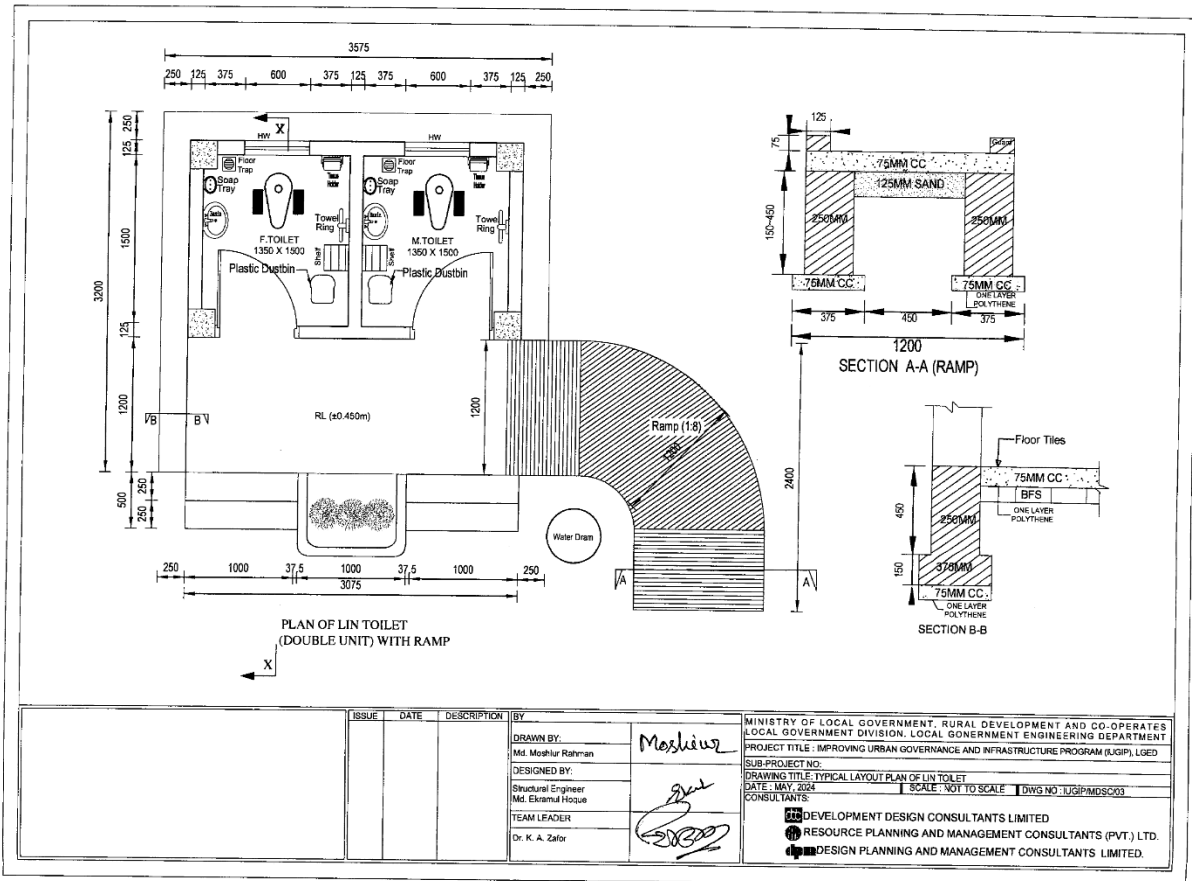 3575
250 125 375 600 375 125 375 600 375 125 250
X
HW
HW
Floor Trap
Floor Trap
Soap Tray
Soap Tray
Tissue Holder
Tissue Holder
Basin
Basin
Towel Ring
Towel Ring
F.TOILET
1350 X 1500
M.TOILET
1350 X 1500
Shelf
Shelf
Plastic Dustbin
Plastic Dustbin
250
125
1500
3200
125
1200
500
250
250
B
B
RL (±0.450m)
1200
Ramp (1:8)
1200
2400
Water Dram
A
A
250 1000 37.5 1000 37.5 1000 250
3075
PLAN OF LIN TOILET
(DOUBLE UNIT) WITH RAMP
X
125
75
Guard
75MM CC
125MM SAND
150~450
250MM
250MM
75MM CC
75MM CC
ONE LAYER
POLYTHENE
375 450 375
1200
SECTION A-A (RAMP)
Floor Tiles
75MM CC
BFS
ONE LAYER
POLYTHENE
450
250MM
150
375MM
75MM CC
ONE LAYER
POLYTHENE
SECTION B-B
ISSUE DATE DESCRIPTION BY
DRAWN BY:
Md. Moshiur Rahman
Moshiur
DESIGNED BY:
Structural Engineer
Md. Ekramul Hoque
TEAM LEADER
Dr. K. A. Zafor
MINISTRY OF LOCAL GOVERNMENT, RURAL DEVELOPMENT AND CO-OPERATES
LOCAL GOVERNMENT DIVISION, LOCAL GONERNMENT ENGINEERING DEPARTMENT
PROJECT TITLE : IMPROVING URBAN GOVERNANCE AND INFRASTRUCTURE PROGRAM (IUGIP), LGED
SUB-PROJECT NO:
DRAWING TITLE: TYPICAL LAYOUT PLAN OF LIN TOILET
DATE : MAY, 2024 SCALE : NOT TO SCALE DWG NO : IUGIP/MDSC/03
CONSULTANTS:
ddc DEVELOPMENT DESIGN CONSULTANTS LIMITED
RESOURCE PLANNING AND MANAGEMENT CONSULTANTS (PVT.) LTD.
dpm DESIGN PLANNING AND MANAGEMENT CONSULTANTS LIMITED.